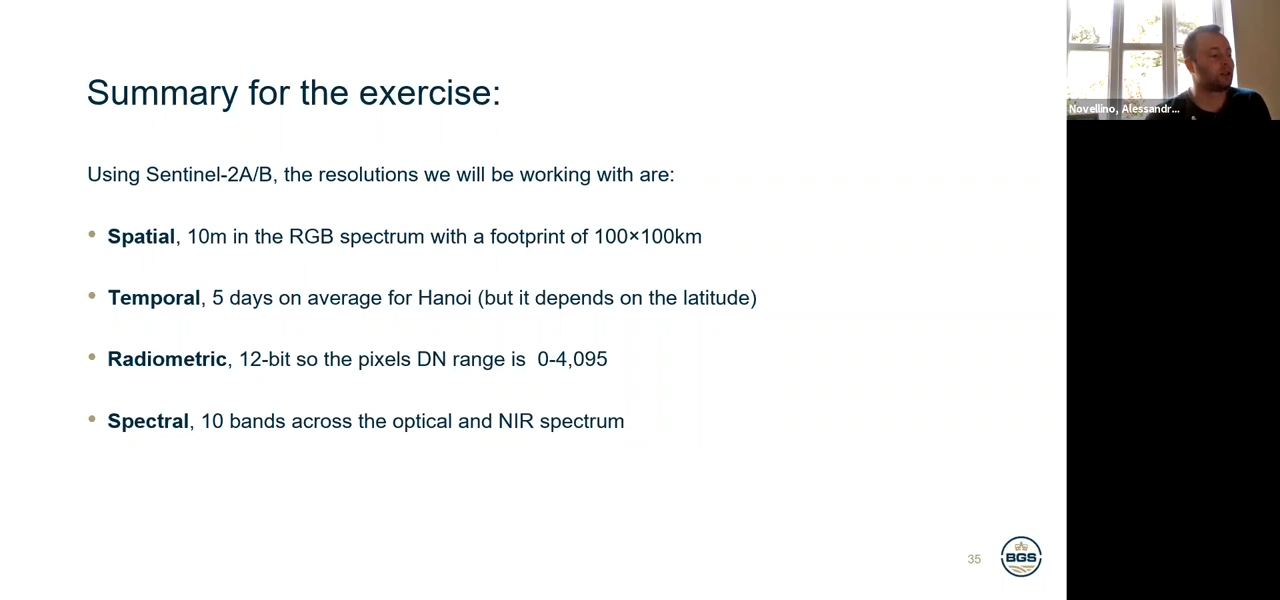 Summary for the exercise:
Using Sentinel-2A/B, the resolutions we will be working with are:
• Spatial, 10m in the RGB spectrum with a footprint of 100×100km
• Temporal, 5 days on average for Hanoi (but it depends on the latitude)
• Radiometric, 12-bit so the pixels DN range is  0-4,095
• Spectral, 10 bands across the optical and NIR spectrum
35
BGS
Novellino, Alessandr...